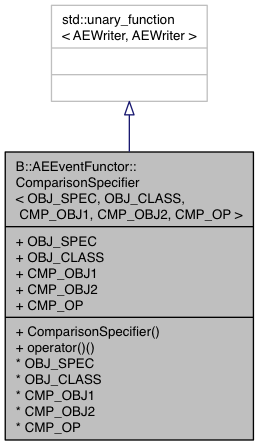 std::unary_function
< AEWriter, AEWriter >
B::AEEventFunctor::
ComparisonSpecifier
< OBJ_SPEC, OBJ_CLASS,
CMP_OBJ1, CMP_OBJ2, CMP_OP >
+ OBJ_SPEC
+ OBJ_CLASS
+ CMP_OBJ1
+ CMP_OBJ2
+ CMP_OP
+ ComparisonSpecifier()
+ operator()()
* OBJ_SPEC
* OBJ_CLASS
* CMP_OBJ1
* CMP_OBJ2
* CMP_OP